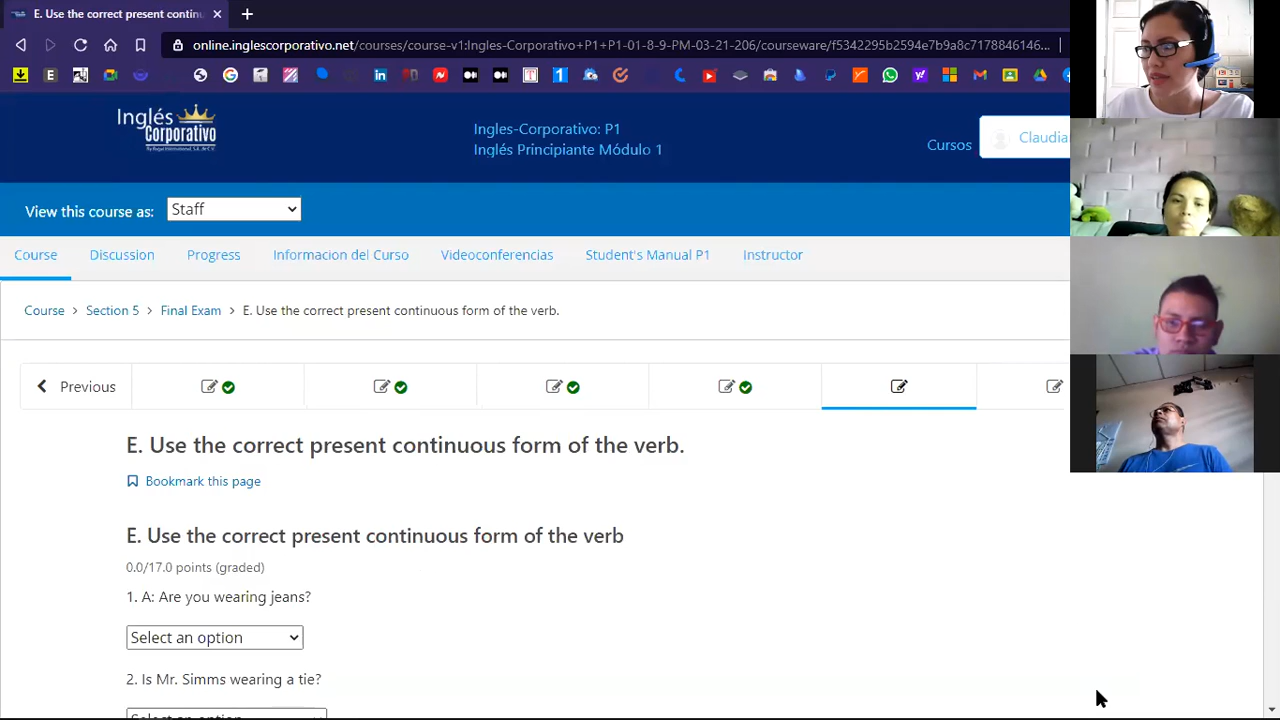 E. Use the correct present continu
online.inglescorporativo.net/courses/course-v1:Ingles-Corporativo+P1+P1-01-8-9-PM-03-21-206/courseware/f5342295b2594e7b9a8c7178846146...
Inglés
Corporativo
Ingles-Corporativo: P1
Inglés Principiante Módulo 1
Cursos
Claudia
View this course as:
Staff
Course
Discussion
Progress
Informacion del Curso
Videoconferencias
Student's Manual P1
Instructor
Course > Section 5 > Final Exam > E. Use the correct present continuous form of the verb.
Previous
E. Use the correct present continuous form of the verb.
Bookmark this page
E. Use the correct present continuous form of the verb
0.0/17.0 points (graded)
1. A: Are you wearing jeans?
Select an option
2. Is Mr. Simms wearing a tie?
Select an option